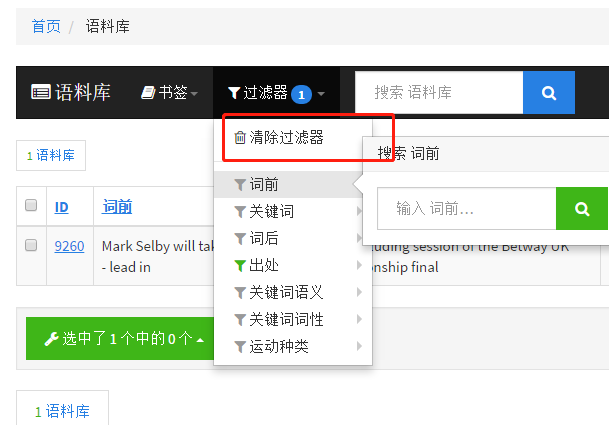 首页 / 语料库
语料库 书签 过滤器 1 搜索 语料库
清除过滤器
搜索 词前
1 语料库
词前
输入 词前...
关键词
词后
出处
关键词语义
关键词词性
运动种类
ID 词前
9260 Mark Selby will tak
- lead in
uding session of the Betway UK
onship final
选中了 1 个中的 0 个
1 语料库